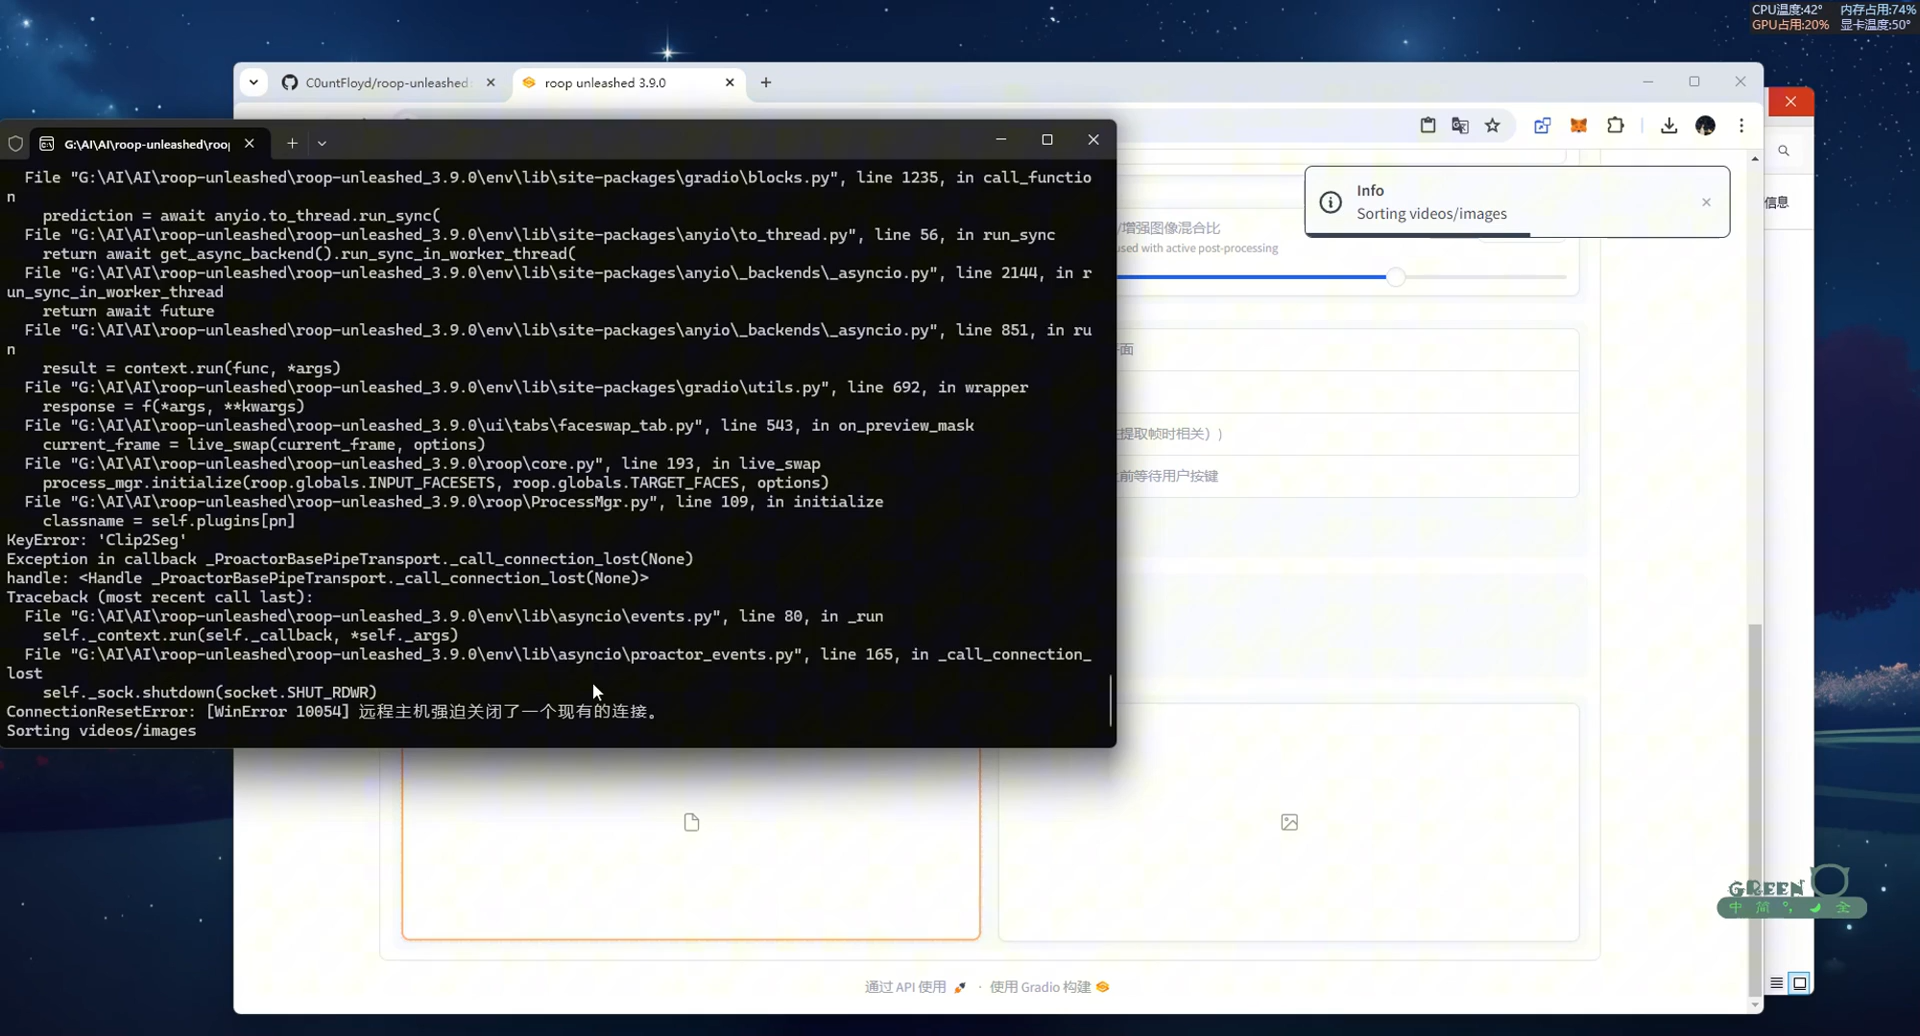 CPU温度:42° 内存占用:74%
GPU占用:20% 显卡温度:50°
C0untFloyd/roop-unleashed
roop unleashed 3.9.0
G:\AI\AI\roop-unleashed\roop
File "G:\AI\AI\roop-unleashed\roop-unleashed_3.9.0\env\lib\site-packages\gradio\blocks.py", line 1235, in call_functio
n
prediction = await anyio.to_thread.run_sync(
File "G:\AI\AI\roop-unleashed\roop-unleashed_3.9.0\env\lib\site-packages\anyio\to_thread.py", line 56, in run_sync
return await get_async_backend().run_sync_in_worker_thread(
File "G:\AI\AI\roop-unleashed\roop-unleashed_3.9.0\env\lib\site-packages\anyio\_backends\_asyncio.py", line 2144, in r
un_sync_in_worker_thread
return await future
File "G:\AI\AI\roop-unleashed\roop-unleashed_3.9.0\env\lib\site-packages\anyio\_backends\_asyncio.py", line 851, in ru
n
result = context.run(func, *args)
File "G:\AI\AI\roop-unleashed\roop-unleashed_3.9.0\env\lib\site-packages\gradio\utils.py", line 692, in wrapper
response = f(*args, **kwargs)
File "G:\AI\AI\roop-unleashed\roop-unleashed_3.9.0\ui\tabs\faceswap_tab.py", line 543, in on_preview_mask
current_frame = live_swap(current_frame, options)
File "G:\AI\AI\roop-unleashed\roop-unleashed_3.9.0\roop\core.py", line 193, in live_swap
process_mgr.initialize(roop.globals.INPUT_FACESETS, roop.globals.TARGET_FACES, options)
File "G:\AI\AI\roop-unleashed\roop-unleashed_3.9.0\roop\ProcessMgr.py", line 109, in initialize
classname = self.plugins[pn]
KeyError: 'Clip2Seg'
Exception in callback _ProactorBasePipeTransport._call_connection_lost(None)
handle: <Handle _ProactorBasePipeTransport._call_connection_lost(None)>
Traceback (most recent call last):
File "G:\AI\AI\roop-unleashed\roop-unleashed_3.9.0\env\lib\asyncio\events.py", line 80, in _run
self._context.run(self._callback, *self._args)
File "G:\AI\AI\roop-unleashed\roop-unleashed_3.9.0\env\lib\asyncio\proactor_events.py", line 165, in _call_connection_
lost
self._sock.shutdown(socket.SHUT_RDWR)
ConnectionResetError: [WinError 10054] 远程主机强迫关闭了一个现有的连接。
Sorting videos/images
Info
Sorting videos/images
信息
/增强图像混合比
used with active post-processing
面
提取帧时相关））
前等待用户按键
GREEN
中 简 °, 全
通过 API 使用 · 使用 Gradio 构建